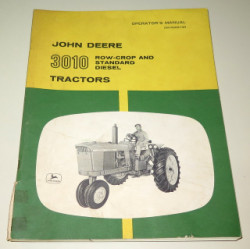 OPERATOR'S MANUAL
JOHN DEERE
3010 ROW-CROP AND
STANDARD
DIESEL
TRACTORS